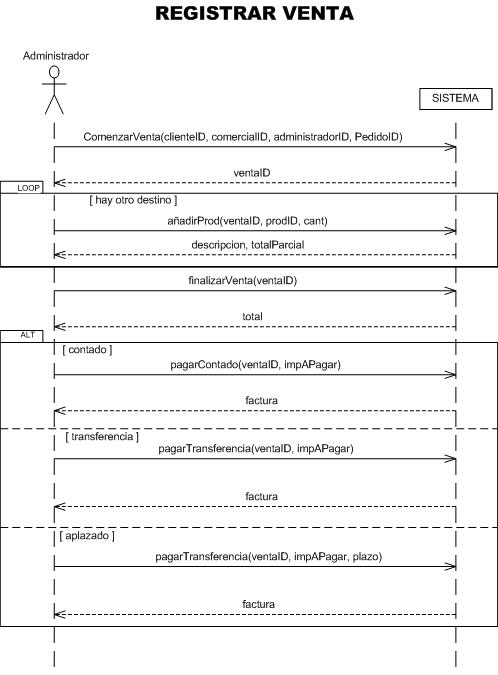 REGISTRAR VENTA
Administrador
SISTEMA
ComenzarVenta(clienteID, comercialID, administradorID, PedidoID)
ventaID
LOOP
[ hay otro destino ]
añadirProd(ventaID, prodID, cant)
descripcion, totalParcial
finalizarVenta(ventaID)
total
ALT
[ contado ]
pagarContado(ventaID, impAPagar)
factura
[ transferencia ]
pagarTransferencia(ventaID, impAPagar)
factura
[ aplazado ]
pagarTransferencia(ventaID, impAPagar, plazo)
factura